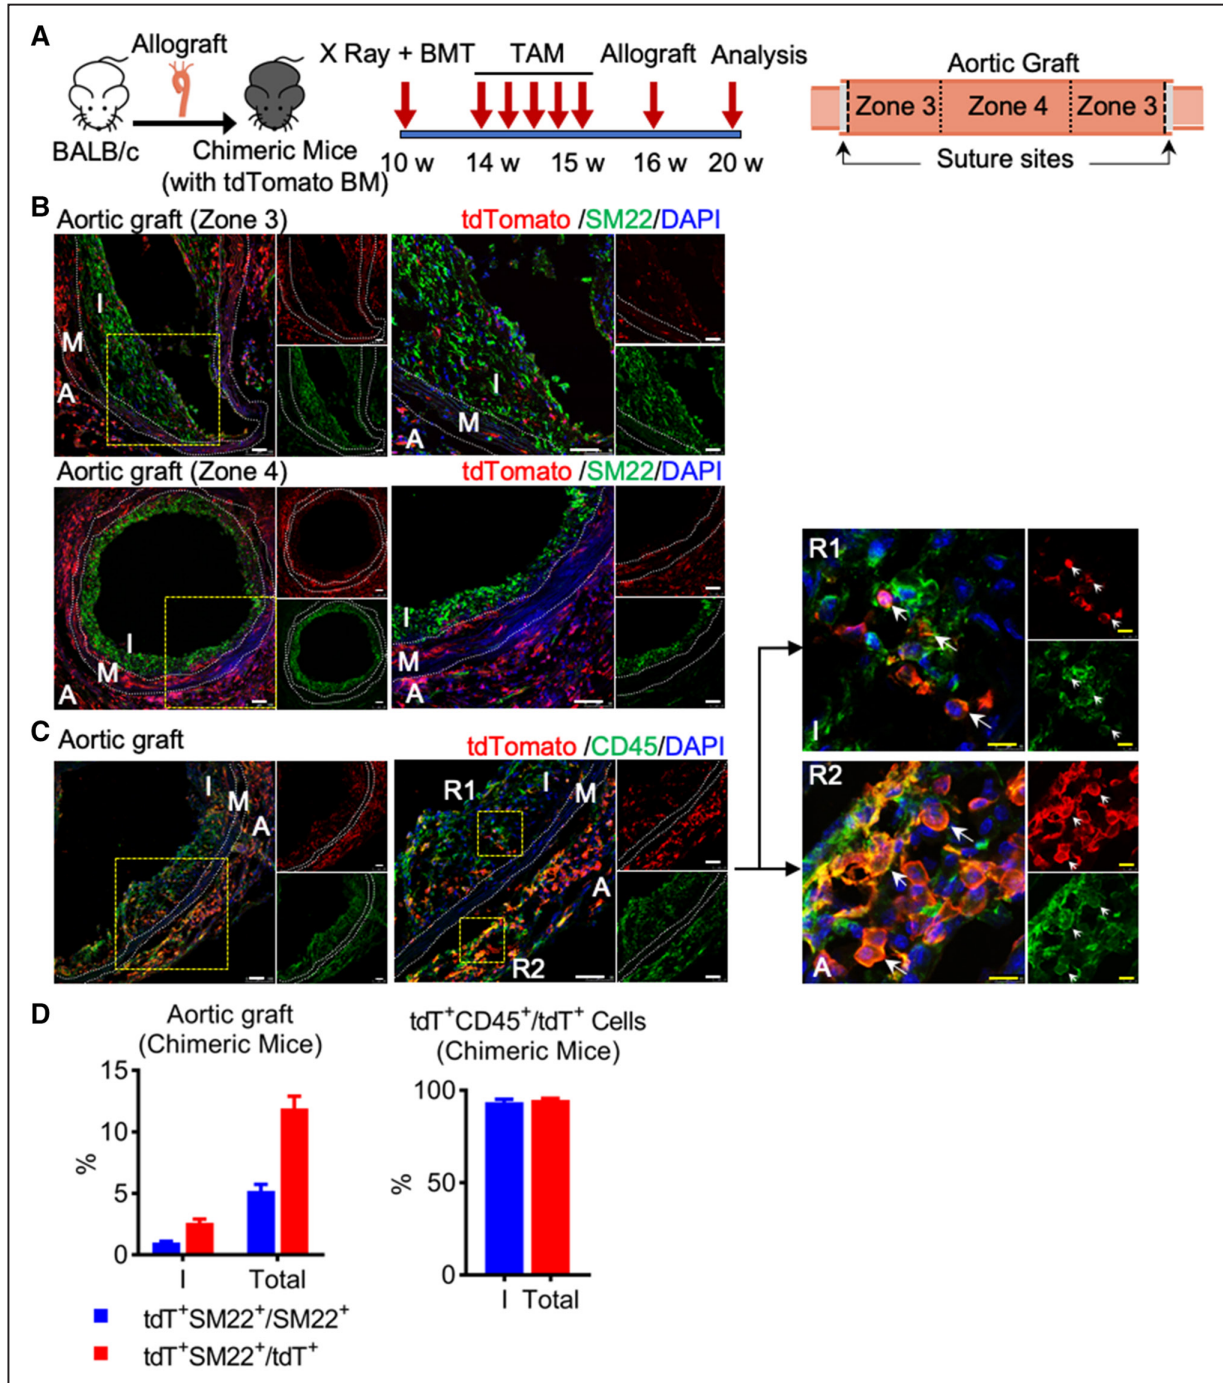 A
Allograft
BALB/c
Chimeric Mice
(with tdTomato BM)
X Ray + BMT TAM Allograft Analysis
10 w 14 w 15 w 16 w 20 w
Aortic Graft
Zone 3 Zone 4 Zone 3
Suture sites
B
Aortic graft (Zone 3) tdTomato /SM22/DAPI
I
M
A
I
M
A
Aortic graft (Zone 4) tdTomato /SM22/DAPI
I
M
A
I
M
A
C
Aortic graft tdTomato /CD45/DAPI
I
M
A
R1
I
M
A
R2
R1
I
R2
A
D
Aortic graft
(Chimeric Mice)
15
10
5
0
%
I Total
tdT+SM22+/SM22+
tdT+SM22+/tdT+
tdT+CD45+/tdT+ Cells
(Chimeric Mice)
100
50
0
%
I Total